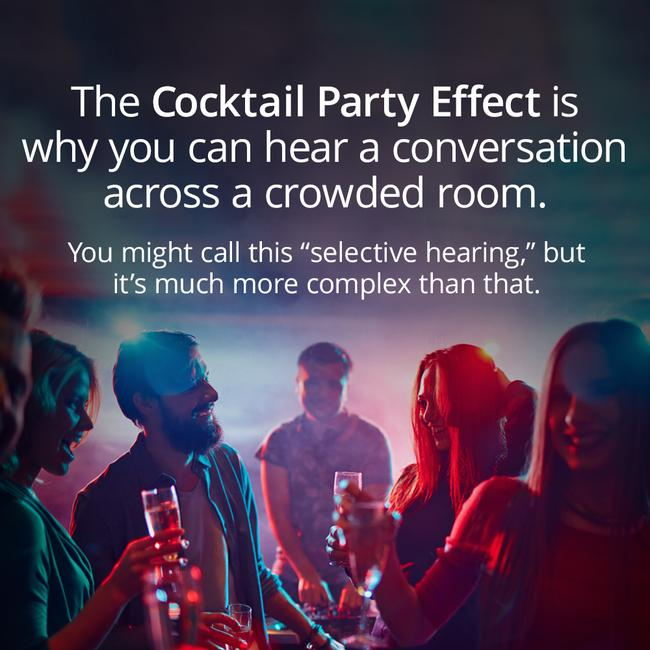 The Cocktail Party Effect is
why you can hear a conversation
across a crowded room.
You might call this “selective hearing,” but
it’s much more complex than that.